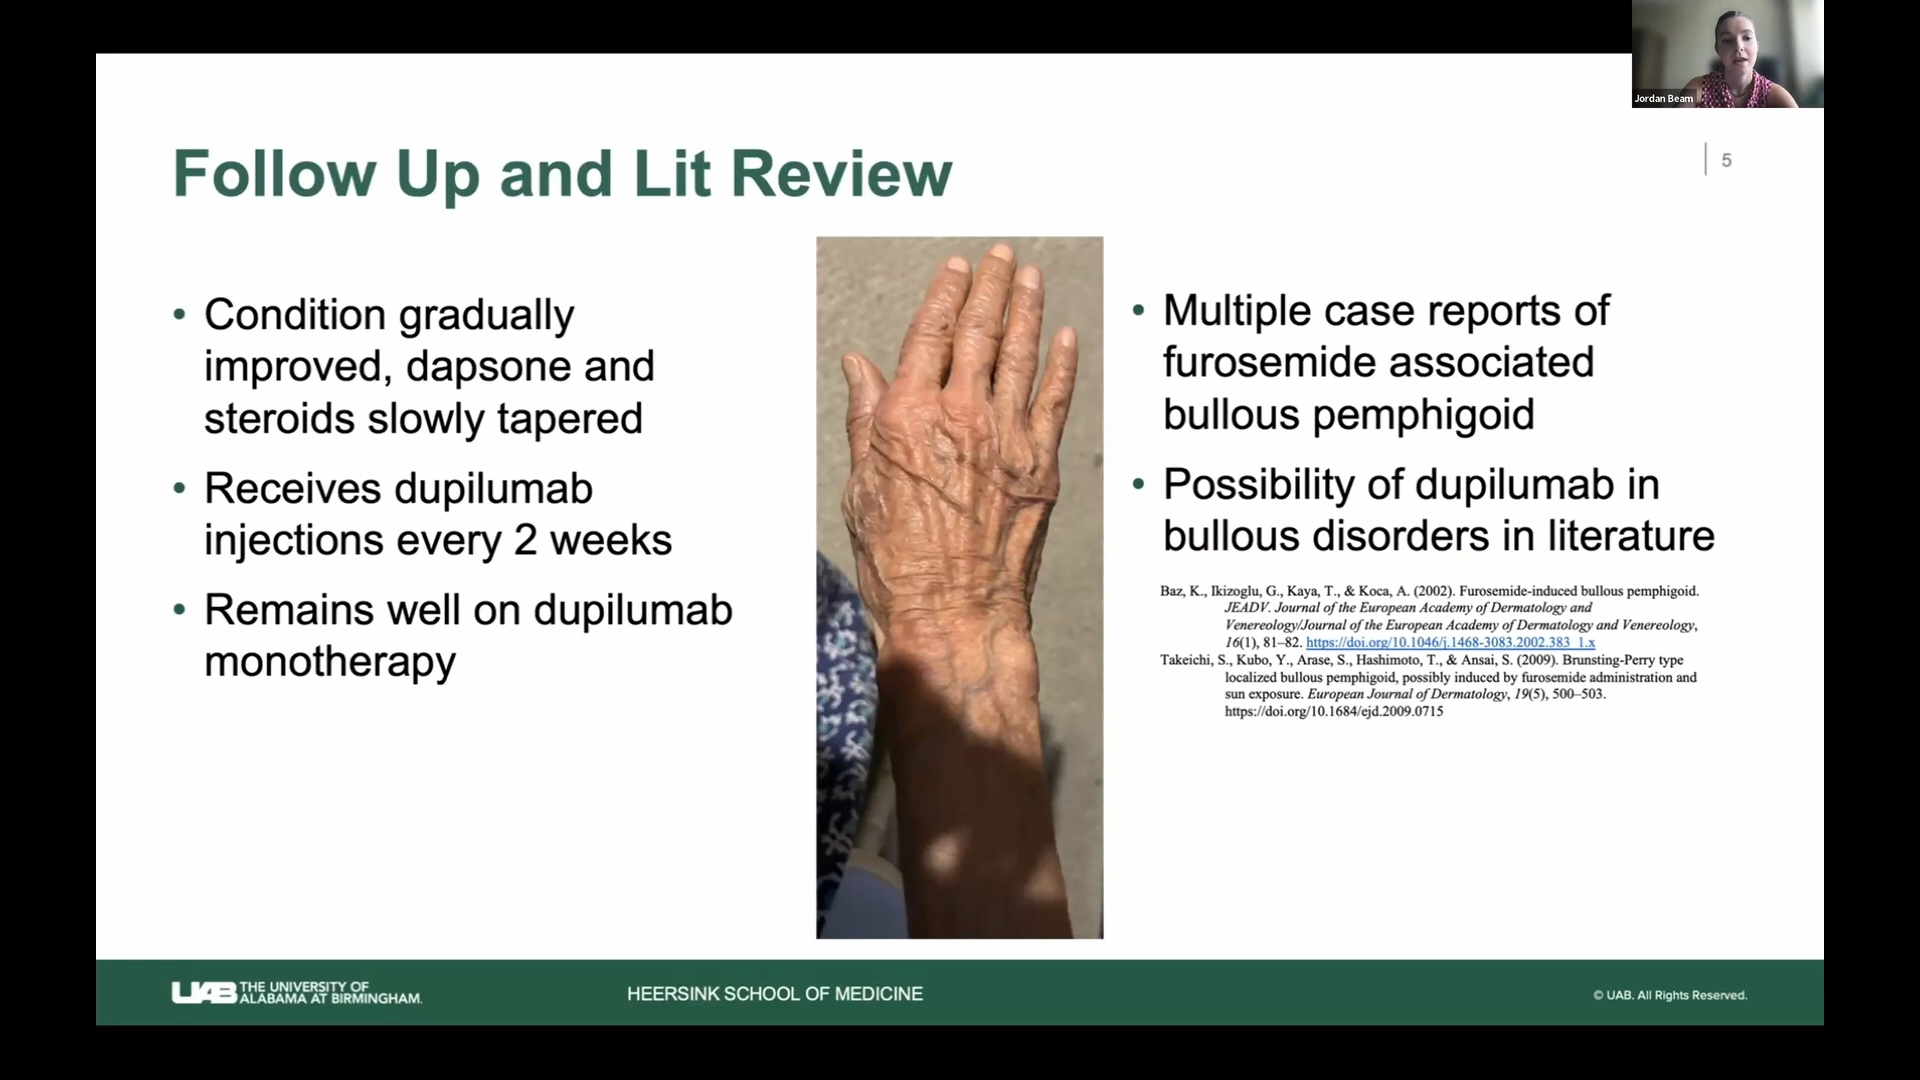 Jordan Beam
Follow Up and Lit Review
5
• Condition gradually
improved, dapsone and
steroids slowly tapered
• Receives dupilumab
injections every 2 weeks
• Remains well on dupilumab
monotherapy
• Multiple case reports of
furosemide associated
bullous pemphigoid
• Possibility of dupilumab in
bullous disorders in literature
Baz, K., Ikizoglu, G., Kaya, T., & Koca, A. (2002). Furosemide-induced bullous pemphigoid.
JEADV. Journal of the European Academy of Dermatology and
Venereology/Journal of the European Academy of Dermatology and Venereology,
16(1), 81–82. https://doi.org/10.1046/j.1468-3083.2002.383_1.x
Takeichi, S., Kubo, Y., Arase, S., Hashimoto, T., & Ansai, S. (2009). Brunsting-Perry type
localized bullous pemphigoid, possibly induced by furosemide administration and
sun exposure. European Journal of Dermatology, 19(5), 500–503.
https://doi.org/10.1684/ejd.2009.0715
UAB THE UNIVERSITY OF
ALABAMA AT BIRMINGHAM.
HEERSINK SCHOOL OF MEDICINE
© UAB. All Rights Reserved.